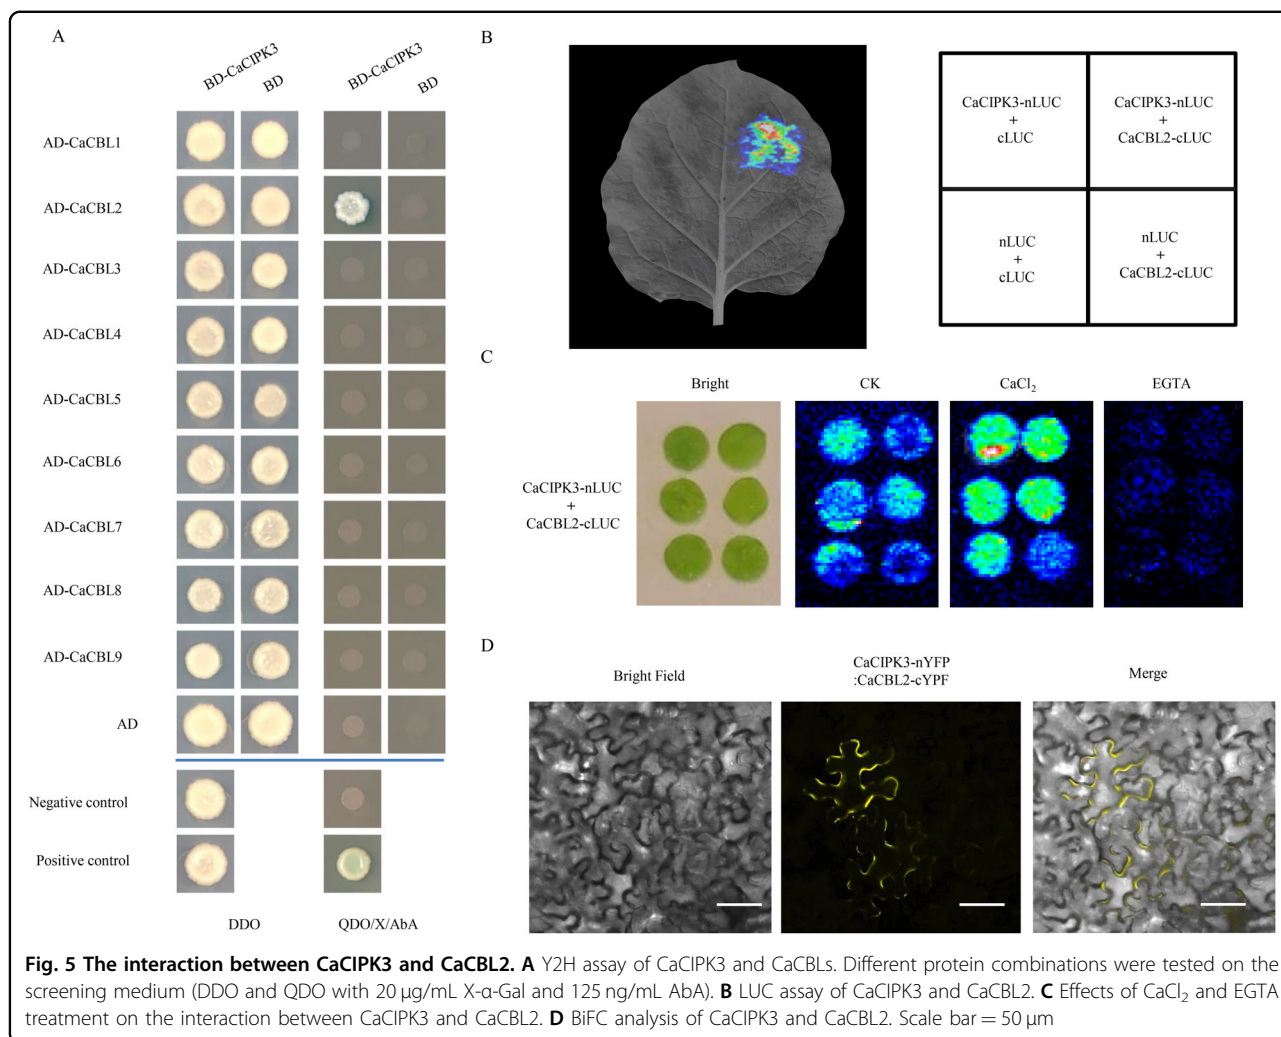 A
BD-CaCIPK3
BD
BD-CaCIPK3
BD
AD-CaCBL1
AD-CaCBL2
AD-CaCBL3
AD-CaCBL4
AD-CaCBL5
AD-CaCBL6
AD-CaCBL7
AD-CaCBL8
AD-CaCBL9
AD
Negative control
Positive control
DDO
QDO/X/AbA
B
CaCIPK3-nLUC
+
cLUC
CaCIPK3-nLUC
+
CaCBL2-cLUC
nLUC
+
cLUC
nLUC
+
CaCBL2-cLUC
C
Bright
CK
CaCl₂
EGTA
CaCIPK3-nLUC
+
CaCBL2-cLUC
D
Bright Field
CaCIPK3-nYFP
:CaCBL2-cYPF
Merge
Fig. 5 The interaction between CaCIPK3 and CaCBL2. A Y2H assay of CaCIPK3 and CaCBLs. Different protein combinations were tested on the
screening medium (DDO and QDO with 20 μg/mL X-α-Gal and 125 ng/mL AbA). B LUC assay of CaCIPK3 and CaCBL2. C Effects of CaCl₂ and EGTA
treatment on the interaction between CaCIPK3 and CaCBL2. D BiFC analysis of CaCIPK3 and CaCBL2. Scale bar = 50 μm